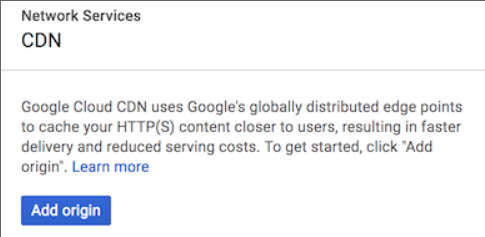 Network Services
CDN
Google Cloud CDN uses Google's globally distributed edge points
to cache your HTTP(S) content closer to users, resulting in faster
delivery and reduced serving costs. To get started, click "Add
origin". Learn more
Add origin